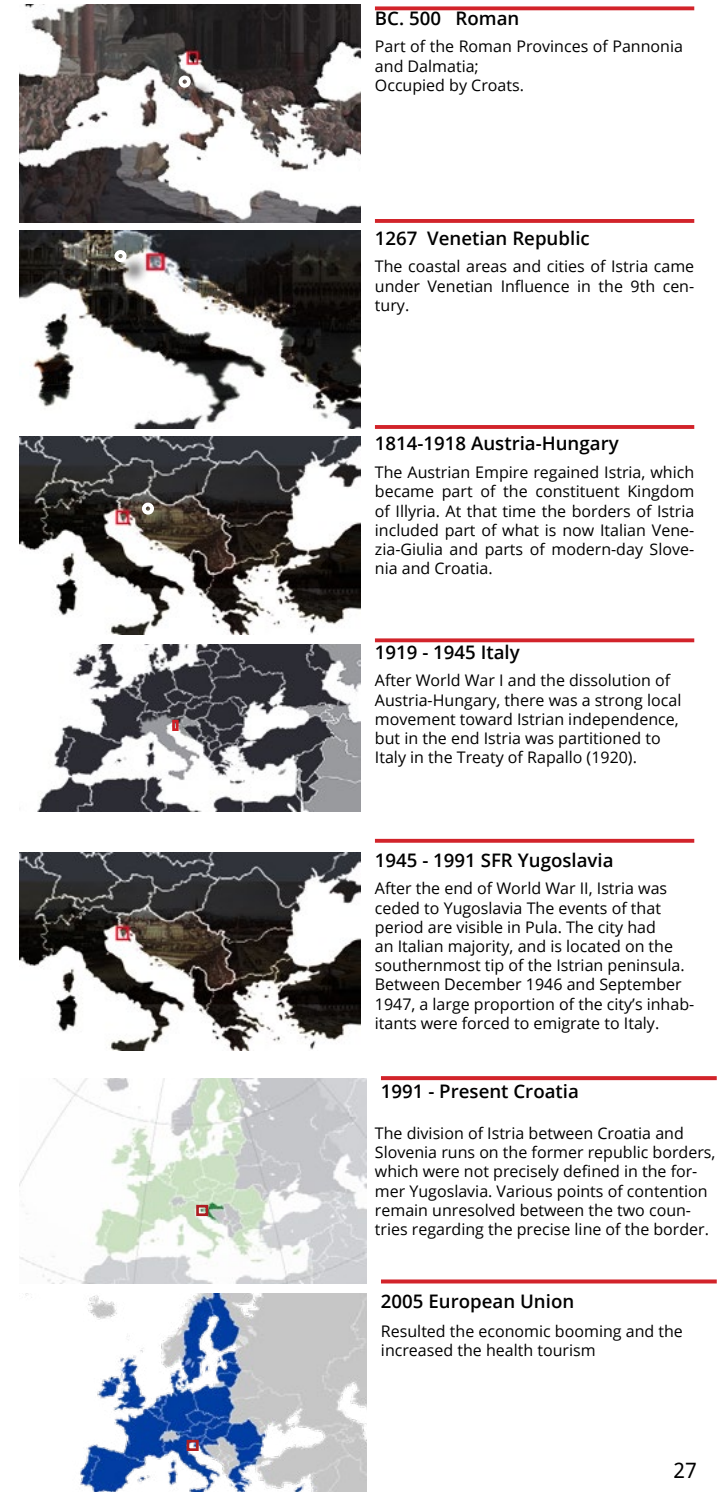 BC. 500   Roman
Part of the Roman Provinces of Pannonia
and Dalmatia;
Occupied by Croats.
1267  Venetian Republic
The coastal areas and cities of Istria came
under Venetian Influence in the 9th cen-
tury.
1814-1918 Austria-Hungary
The Austrian Empire regained Istria, which
became part of the constituent Kingdom
of Illyria. At that time the borders of Istria
included part of what is now Italian Vene-
zia-Giulia and parts of modern-day Slove-
nia and Croatia.
1919 - 1945 Italy
After World War I and the dissolution of
Austria-Hungary, there was a strong local
movement toward Istrian independence,
but in the end Istria was partitioned to
Italy in the Treaty of Rapallo (1920).
1945 - 1991 SFR Yugoslavia
After the end of World War II, Istria was
ceded to Yugoslavia The events of that
period are visible in Pula. The city had
an Italian majority, and is located on the
southernmost tip of the Istrian peninsula.
Between December 1946 and September
1947, a large proportion of the city’s inhab-
itants were forced to emigrate to Italy.
1991 - Present Croatia
The division of Istria between Croatia and
Slovenia runs on the former republic borders,
which were not precisely defined in the for-
mer Yugoslavia. Various points of contention
remain unresolved between the two coun-
tries regarding the precise line of the border.
2005 European Union
Resulted the economic booming and the
increased the health tourism
27